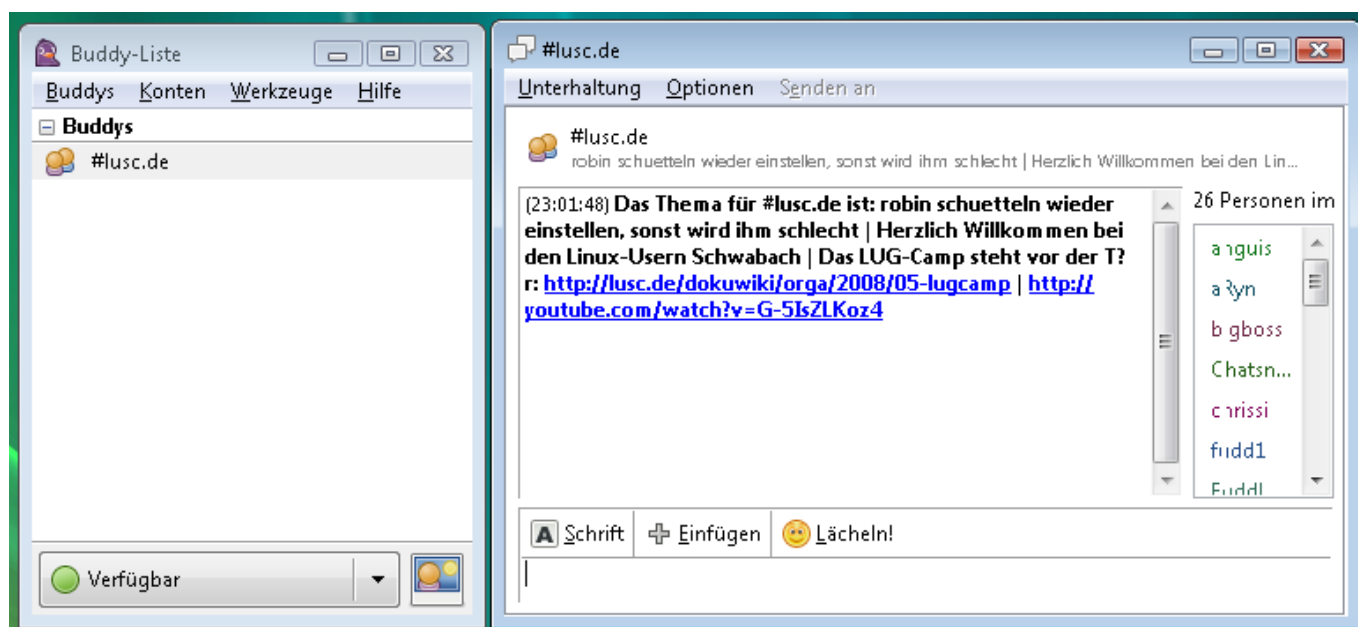 Buddy-Liste
Buddys Konten Werkzeuge Hilfe
Buddys
#lusc.de
Verfügbar
#lusc.de
Unterhaltung Optionen Senden an
#lusc.de
robin schuetteln wieder einstellen, sonst wird ihm schlecht | Herzlich Willkommen bei den Lin...
(23:01:48) Das Thema für #lusc.de ist: robin schuetteln wieder
einstellen, sonst wird ihm schlecht | Herzlich Willkommen bei
den Linux-Usern Schwabach | Das LUG-Camp steht vor der T?
r: http://lusc.de/dokuwiki/orga/2008/05-lugcamp | http://
youtube.com/watch?v=G-5IsZLKoz4
26 Personen im
anguis
aRyn
bigboss
Chatsn...
chrissi
fudd1
A Schrift Einfügen Lächeln!